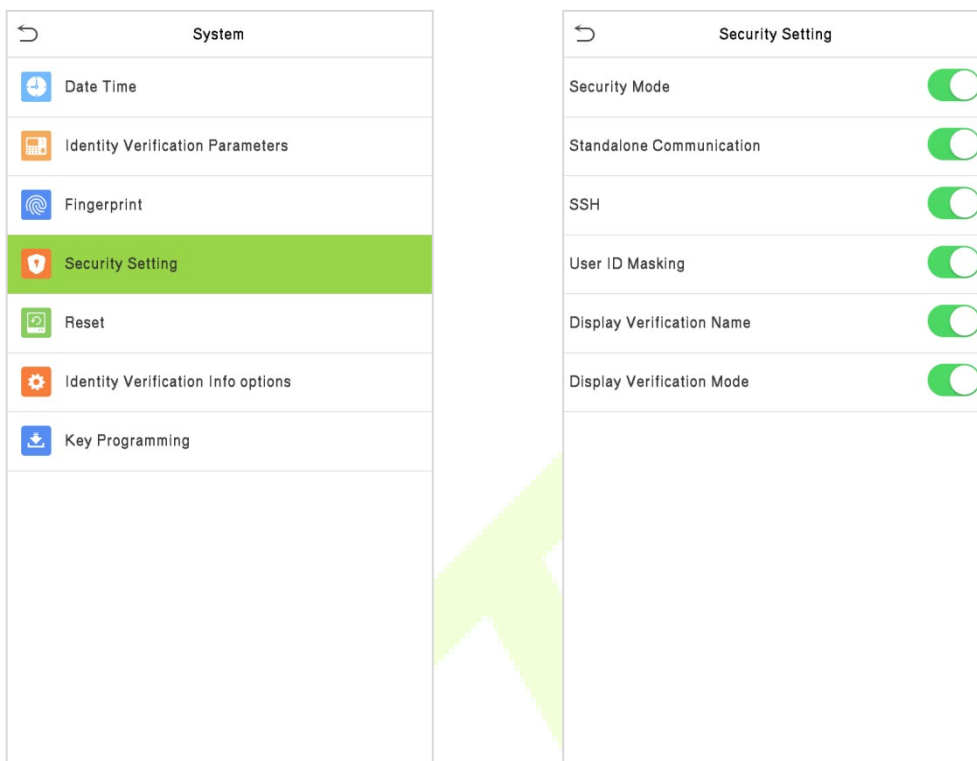 System
Date Time
Identity Verification Parameters
Fingerprint
Security Setting
Reset
Identity Verification Info options
Key Programming
Security Setting
Security Mode
Standalone Communication
SSH
User ID Masking
Display Verification Name
Display Verification Mode